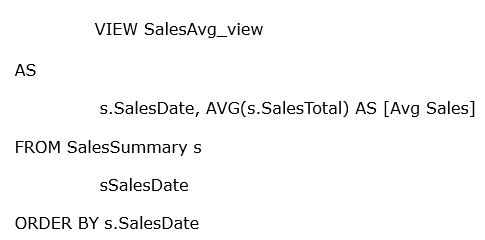 VIEW SalesAvg_view
AS
s.SalesDate, AVG(s.SalesTotal) AS [Avg Sales]
FROM SalesSummary s
sSalesDate
ORDER BY s.SalesDate